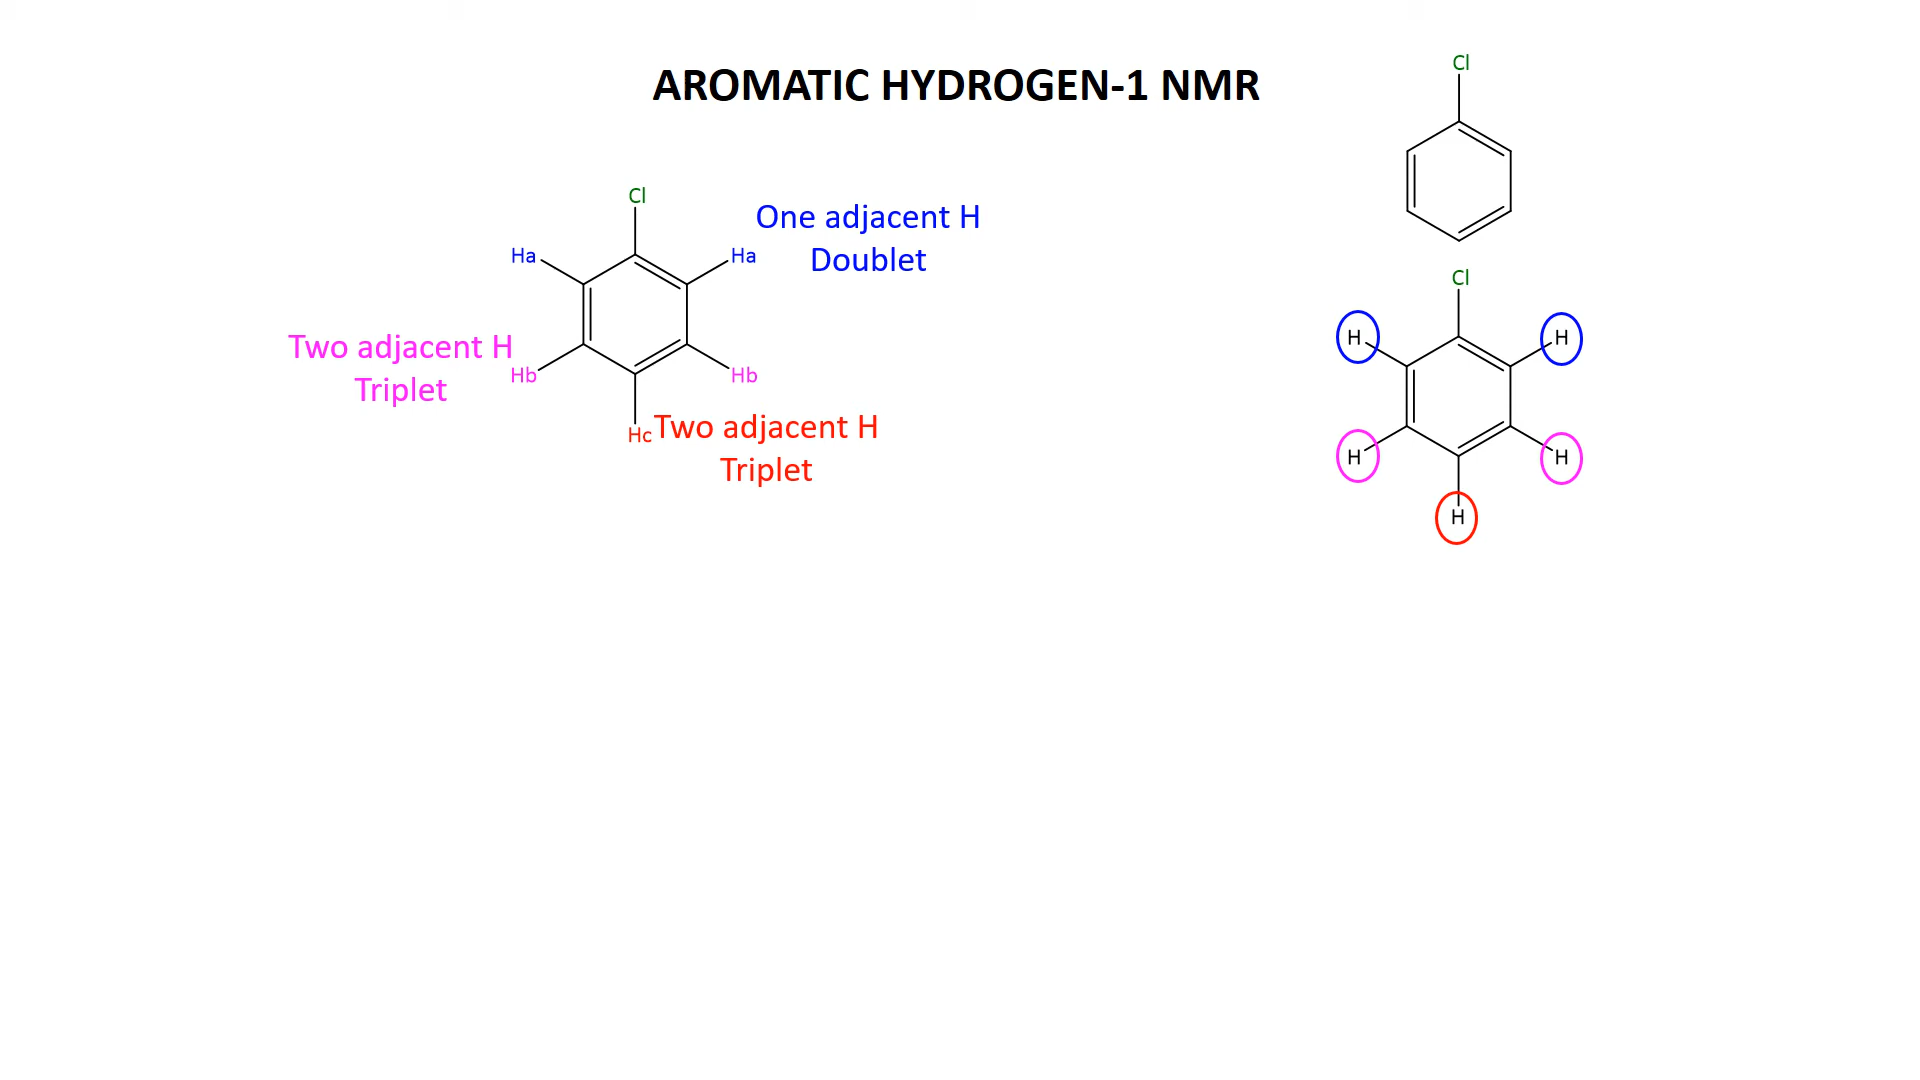 AROMATIC HYDROGEN-1 NMR
Cl
Cl
One adjacent H
Doublet
Ha
Ha
Two adjacent H
Triplet
Hb
Hb
Hc
Two adjacent H
Triplet
Cl
H
H
H
H
H